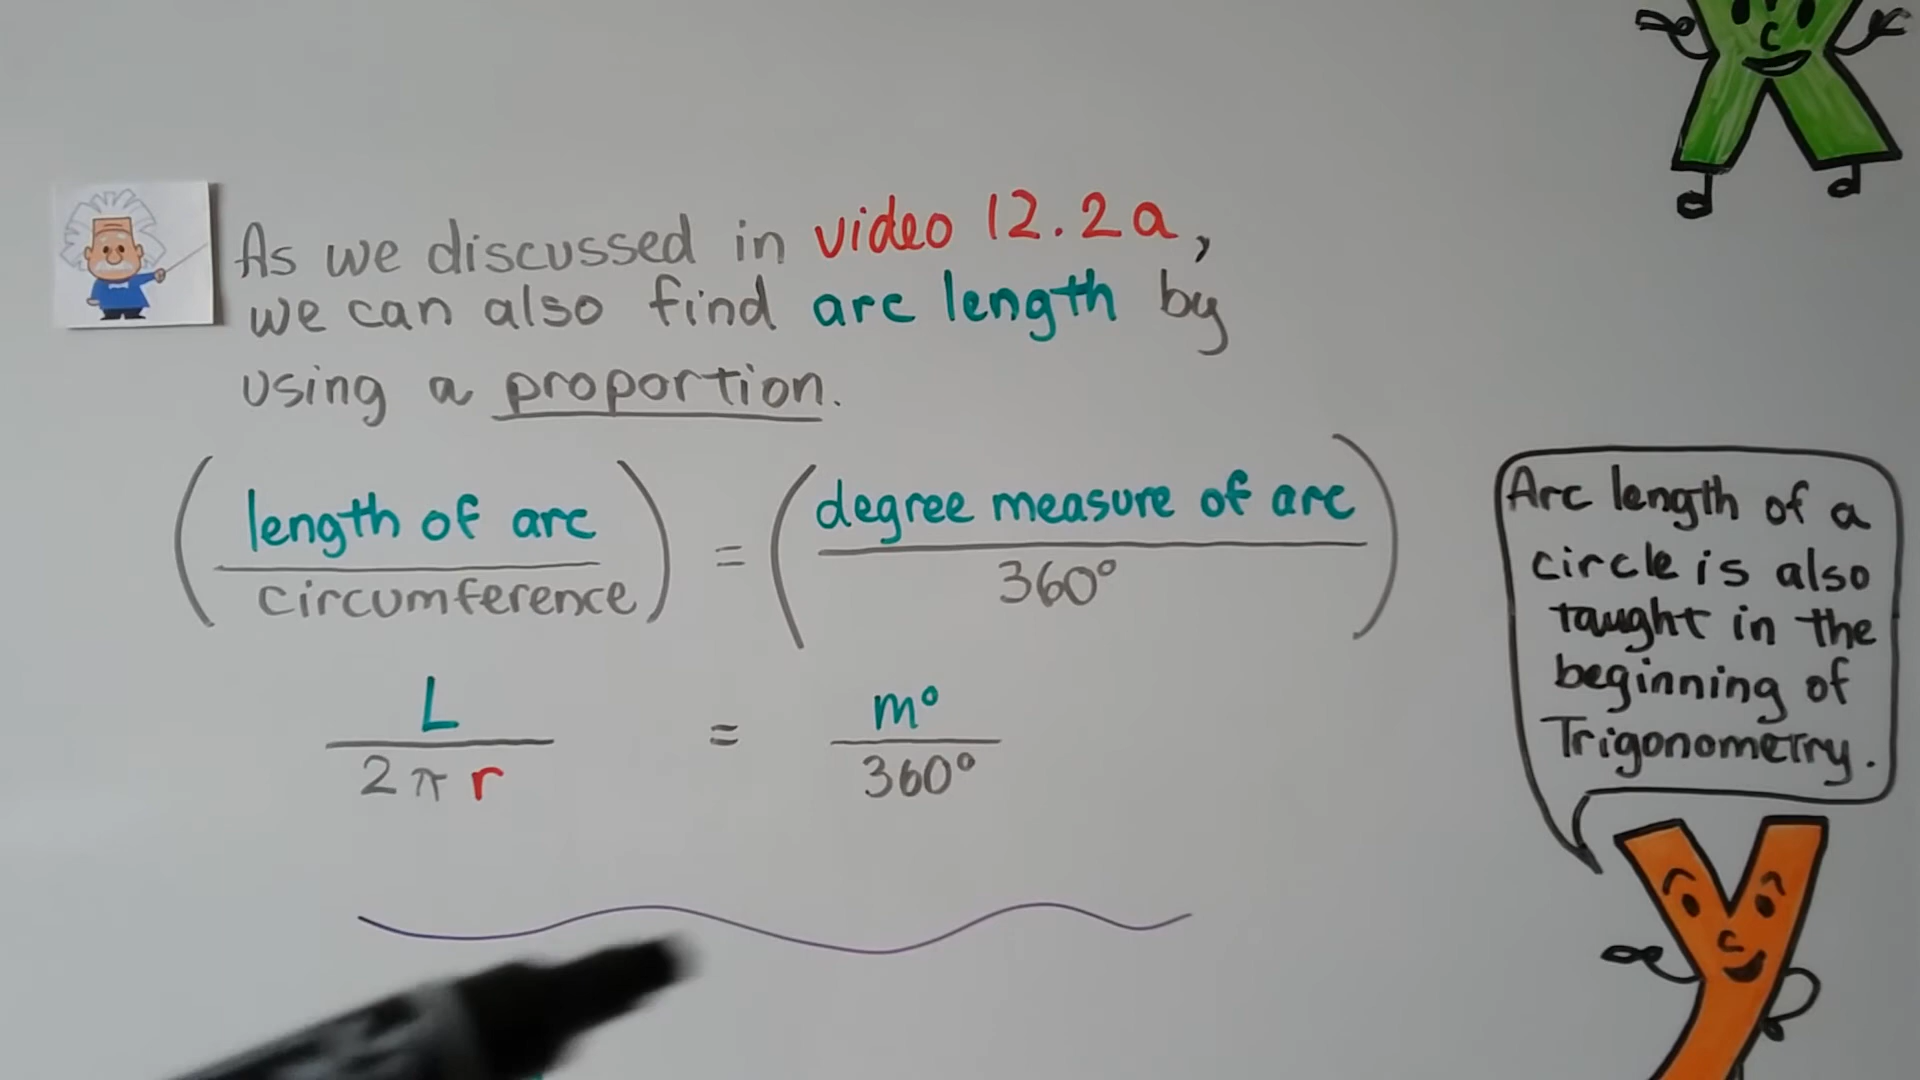 As we discussed in video 12.2a,
we can also find arc length by
using a proportion.
(length of arc / circumference) = (degree measure of arc / 360°)
L / 2πr = m° / 360°
Arc length of a
circle is also
taught in the
beginning of
Trigonometry.